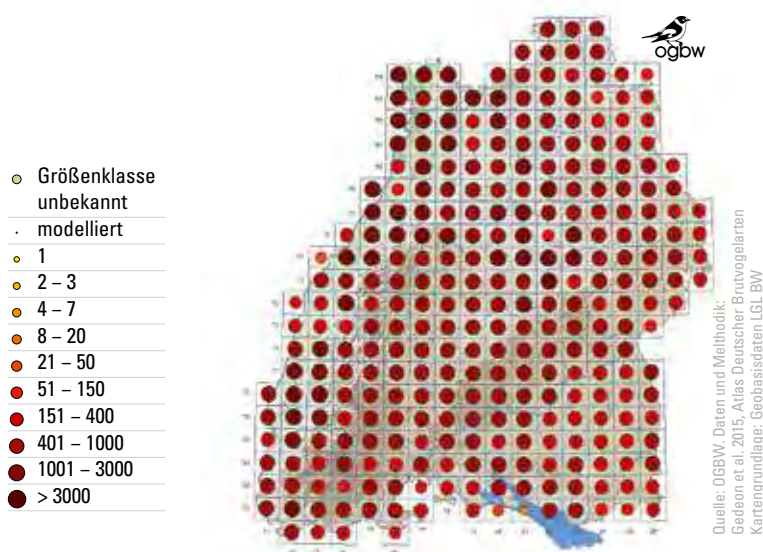 ogbw
Größenklasse
unbekannt
modelliert
1
2 – 3
4 – 7
8 – 20
21 – 50
51 – 150
151 – 400
401 – 1000
1001 – 3000
> 3000
Quelle: OGBW. Daten und Melthodik:
Gedeon et al. 2015, Atlas Deutscher Brutvogelarten
Kartengrundlage: Geobasisdaten LGL BW